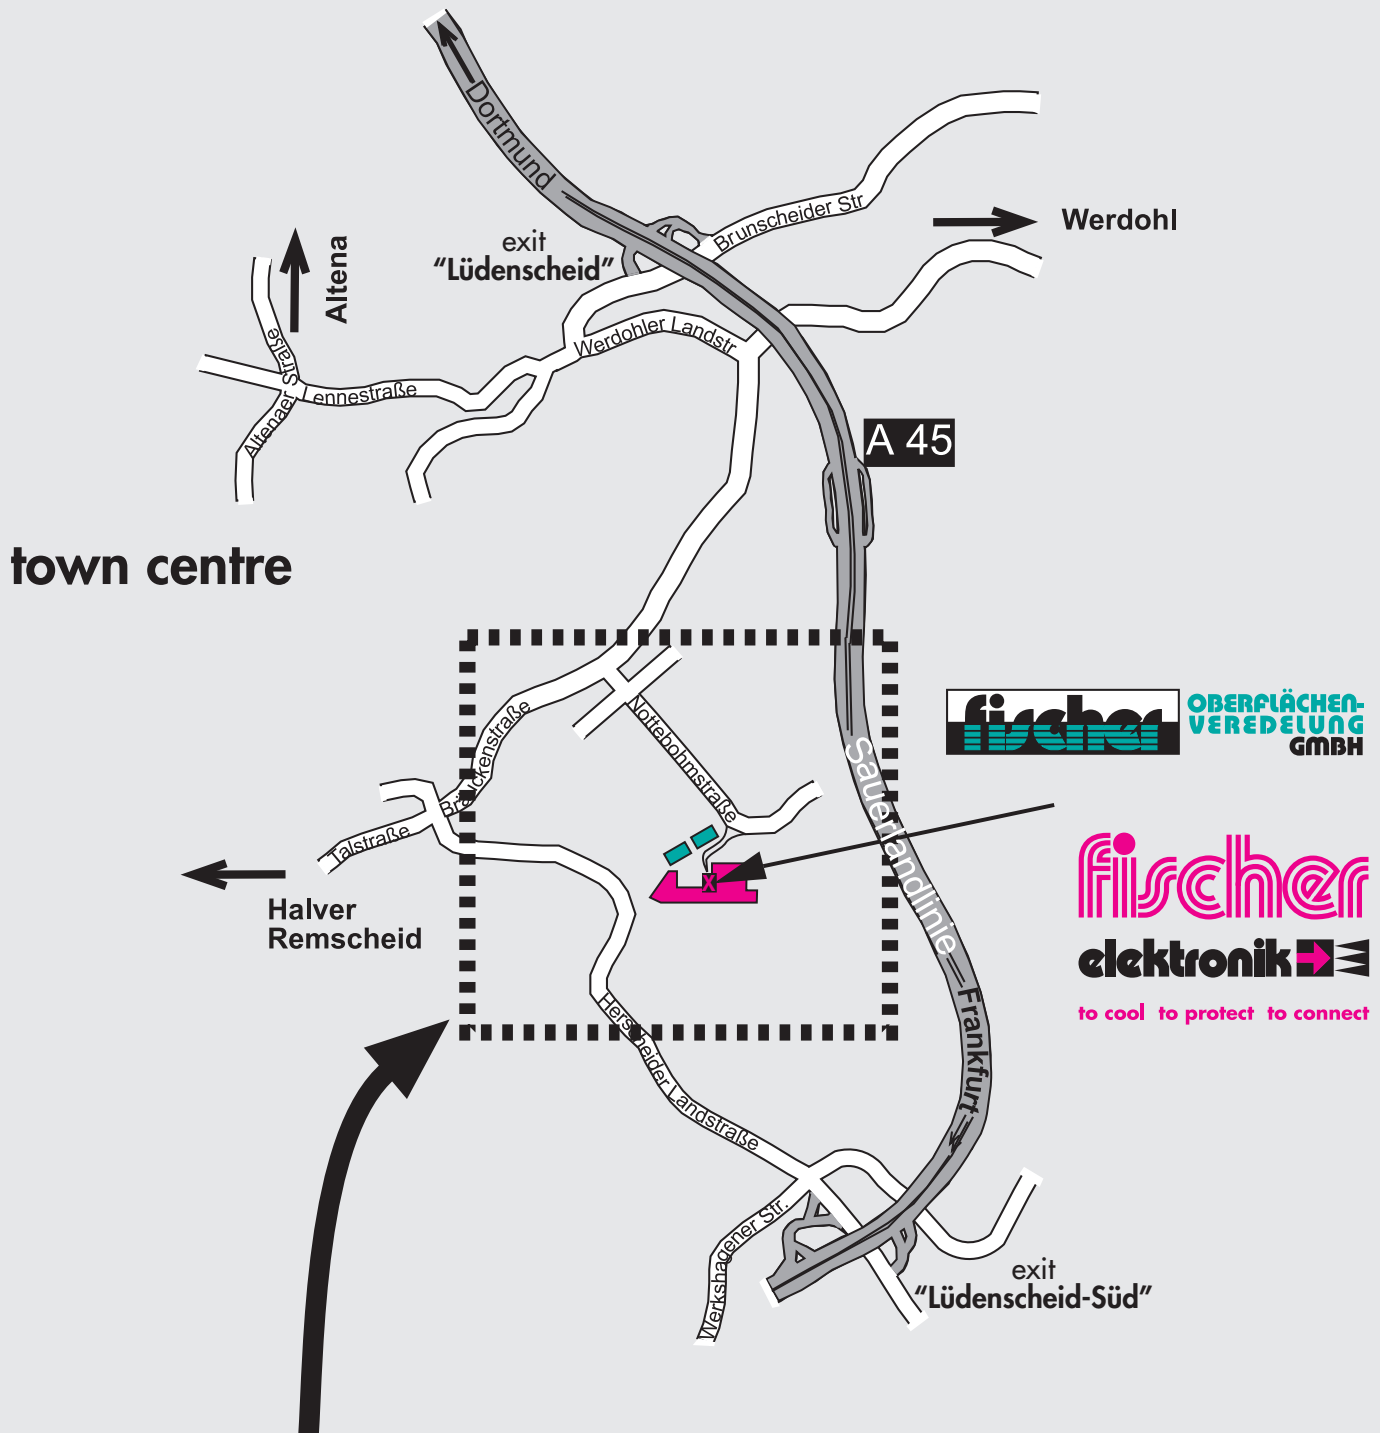 Dortmund
Brunscheider Str
Werdohl
exit
“Lüdenscheid”
Altena
Werdohler Landstr
Altenaer Straße
ennestraße
A 45
town centre
Nottebohmstraße
Bräuckenstraße
Talstraße
Sauerlandlinie
fischer
OBERFLÄCHEN-
VEREDELUNG
GMBH
X
Halver
Remscheid
fischer
elektronik
to cool to protect to connect
Frankfurt
Herscheider Landstraße
Werkshagener Str.
exit
“Lüdenscheid-Süd”